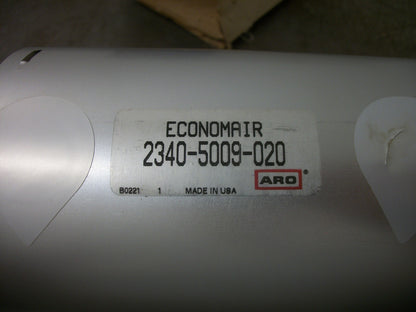 ECONOMAIR
2340-5009-020
ARO ®
B0221 1 MADE IN USA